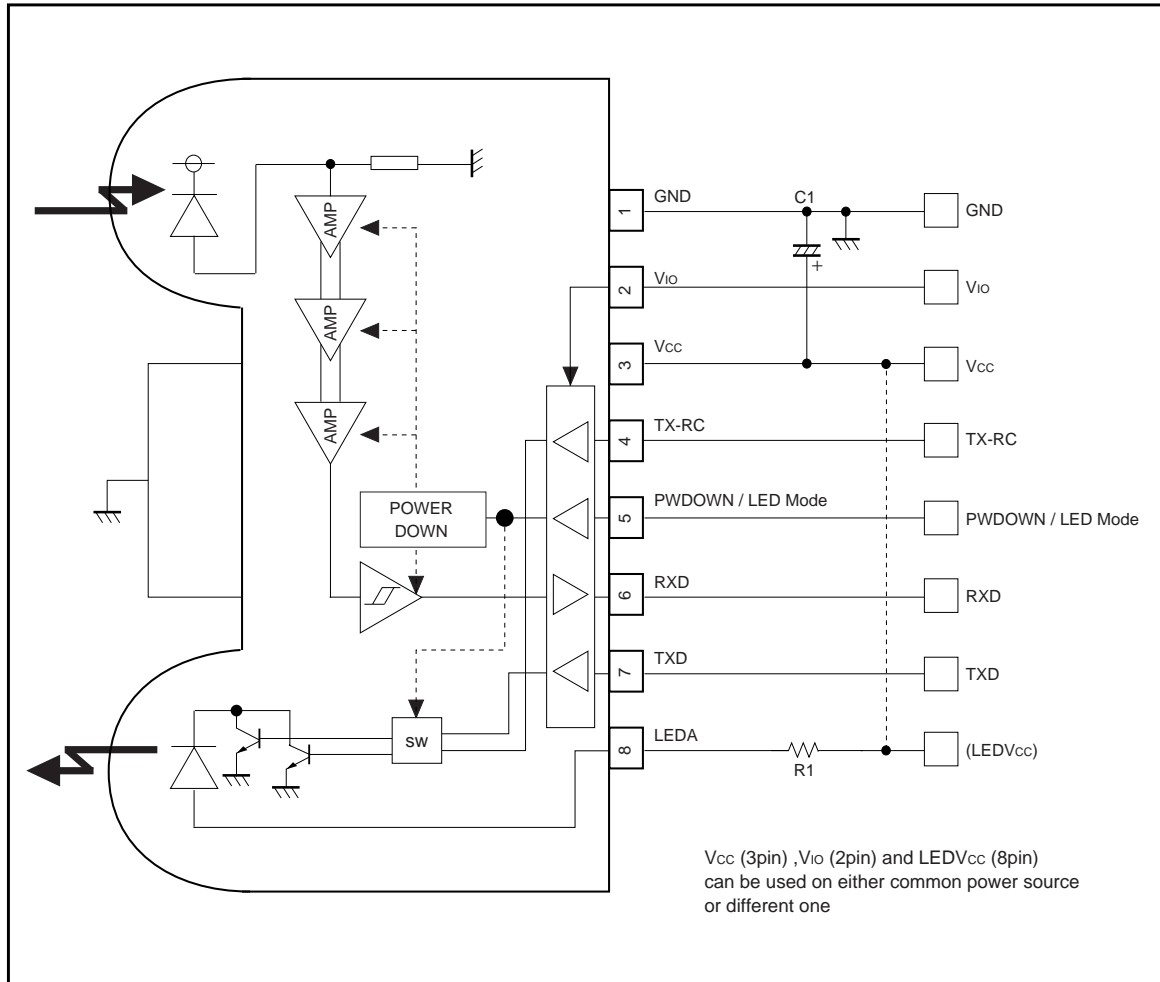 AMP
AMP
AMP
POWER
DOWN
SW
1
GND
C1
GND
2
VIO
VIO
+
3
VCC
VCC
4
TX-RC
TX-RC
5
PWDOWN / LED Mode
PWDOWN / LED Mode
6
RXD
RXD
7
TXD
TXD
8
LEDA
R1
(LEDVCC)
VCC (3pin) ,VIO (2pin) and LEDVCC (8pin)
can be used on either common power source
or different one